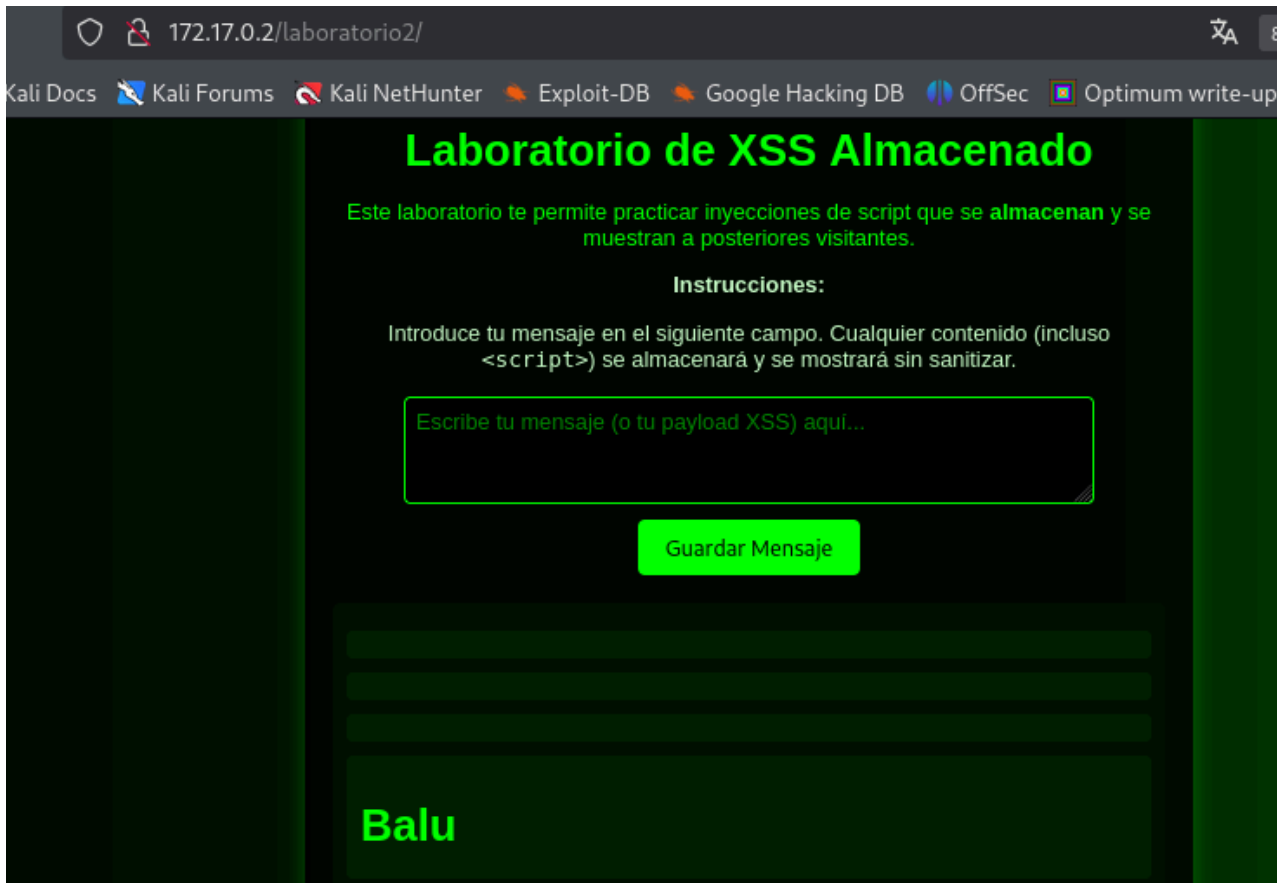 172.17.0.2/laboratorio2/
Kali Docs Kali Forums Kali NetHunter Exploit-DB Google Hacking DB OffSec Optimum write-up
Laboratorio de XSS Almacenado
Este laboratorio te permite practicar inyecciones de script que se almacenan y se
muestran a posteriores visitantes.
Instrucciones:
Introduce tu mensaje en el siguiente campo. Cualquier contenido (incluso
<script>) se almacenará y se mostrará sin sanitizar.
Escribe tu mensaje (o tu payload XSS) aquí...
Guardar Mensaje
Balu